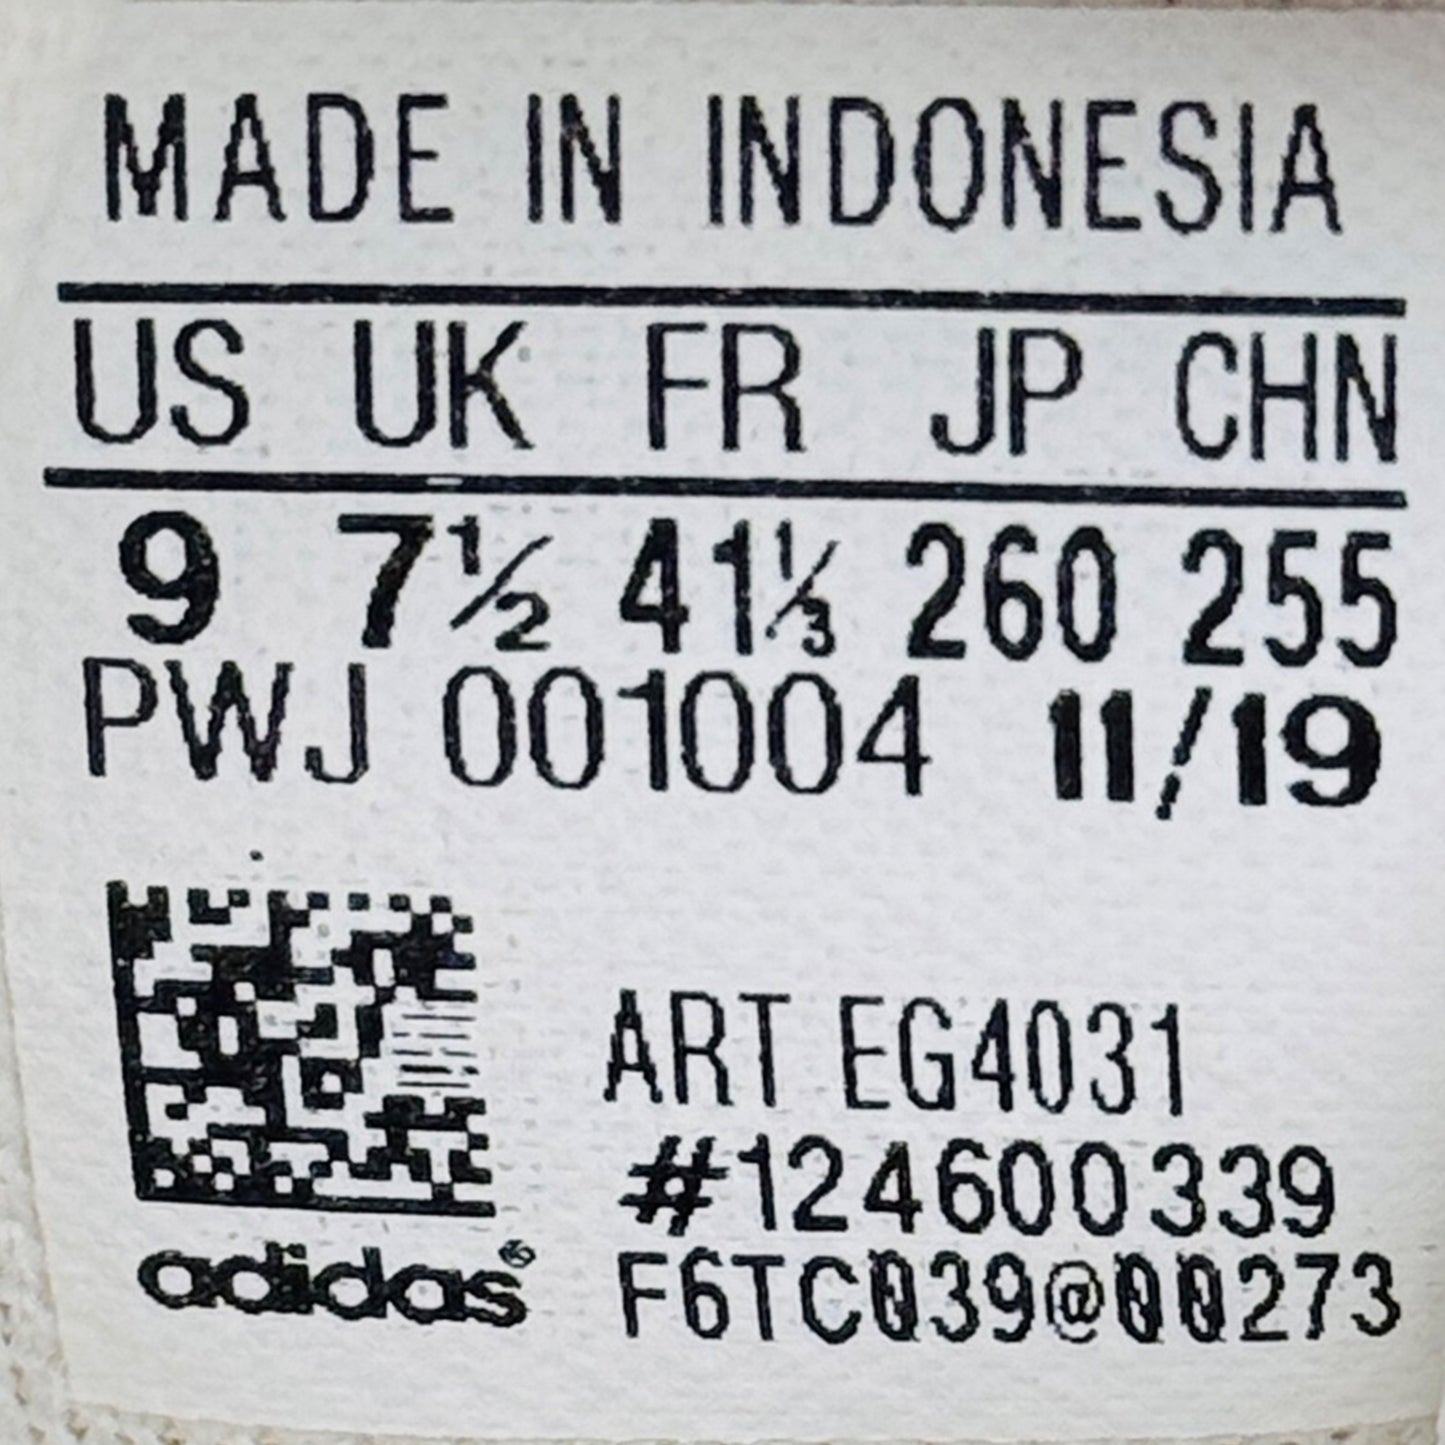 MADE IN INDONESIA
US UK FR JP CHN
9 7½ 41⅓ 260 255
PWJ 001004 11/19
ART EG4031
#124600339
adidas® F6TC039@00273